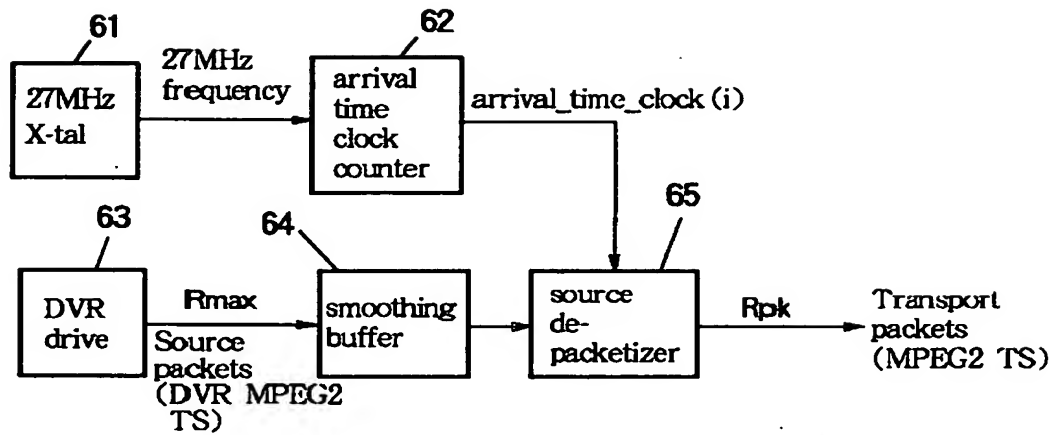 61
27MHz
X-tal
27MHz
frequency
62
arrival
time
clock
counter
arrival_time_clock (i)
63
DVR
drive
Rmax
Source
packets
(DVR MPEG2
TS)
64
smoothing
buffer
65
source
de-
packetizer
Rpk
Transport
packets
(MPEG2 TS)